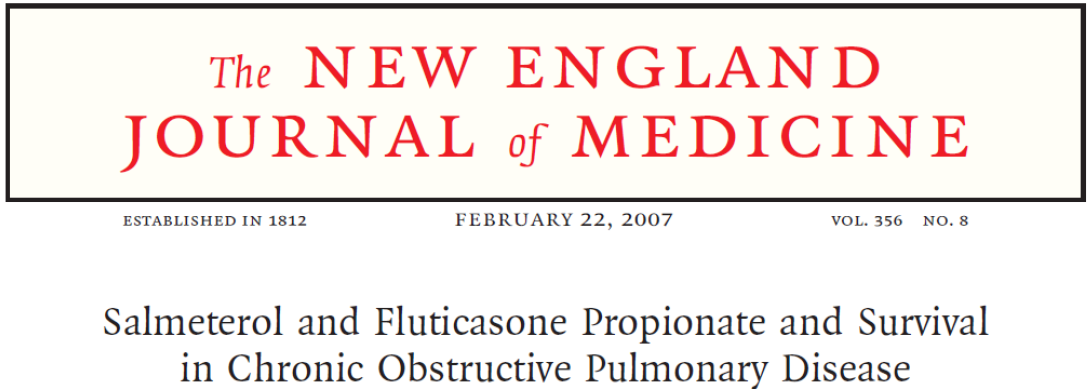 The NEW ENGLAND
JOURNAL of MEDICINE
ESTABLISHED IN 1812 FEBRUARY 22, 2007 VOL. 356 NO. 8
Salmeterol and Fluticasone Propionate and Survival
in Chronic Obstructive Pulmonary Disease